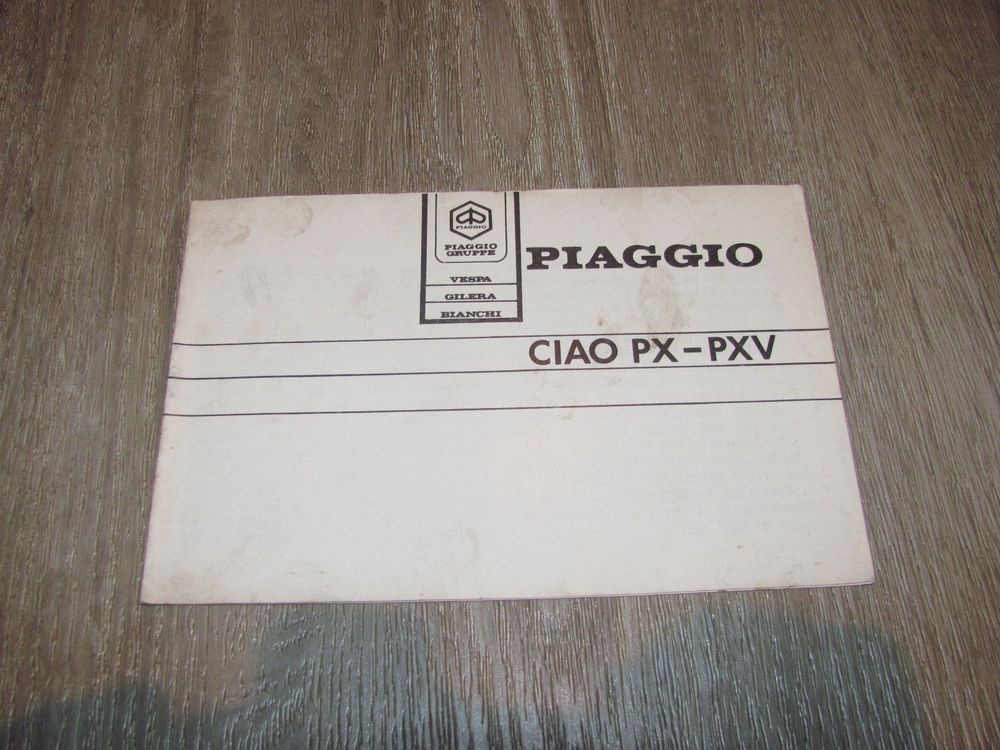 PIAGGIO
PIAGGIO
GRUPPE
VESPA
GILERA
BIANCHI
PIAGGIO
CIAO PX-PXV